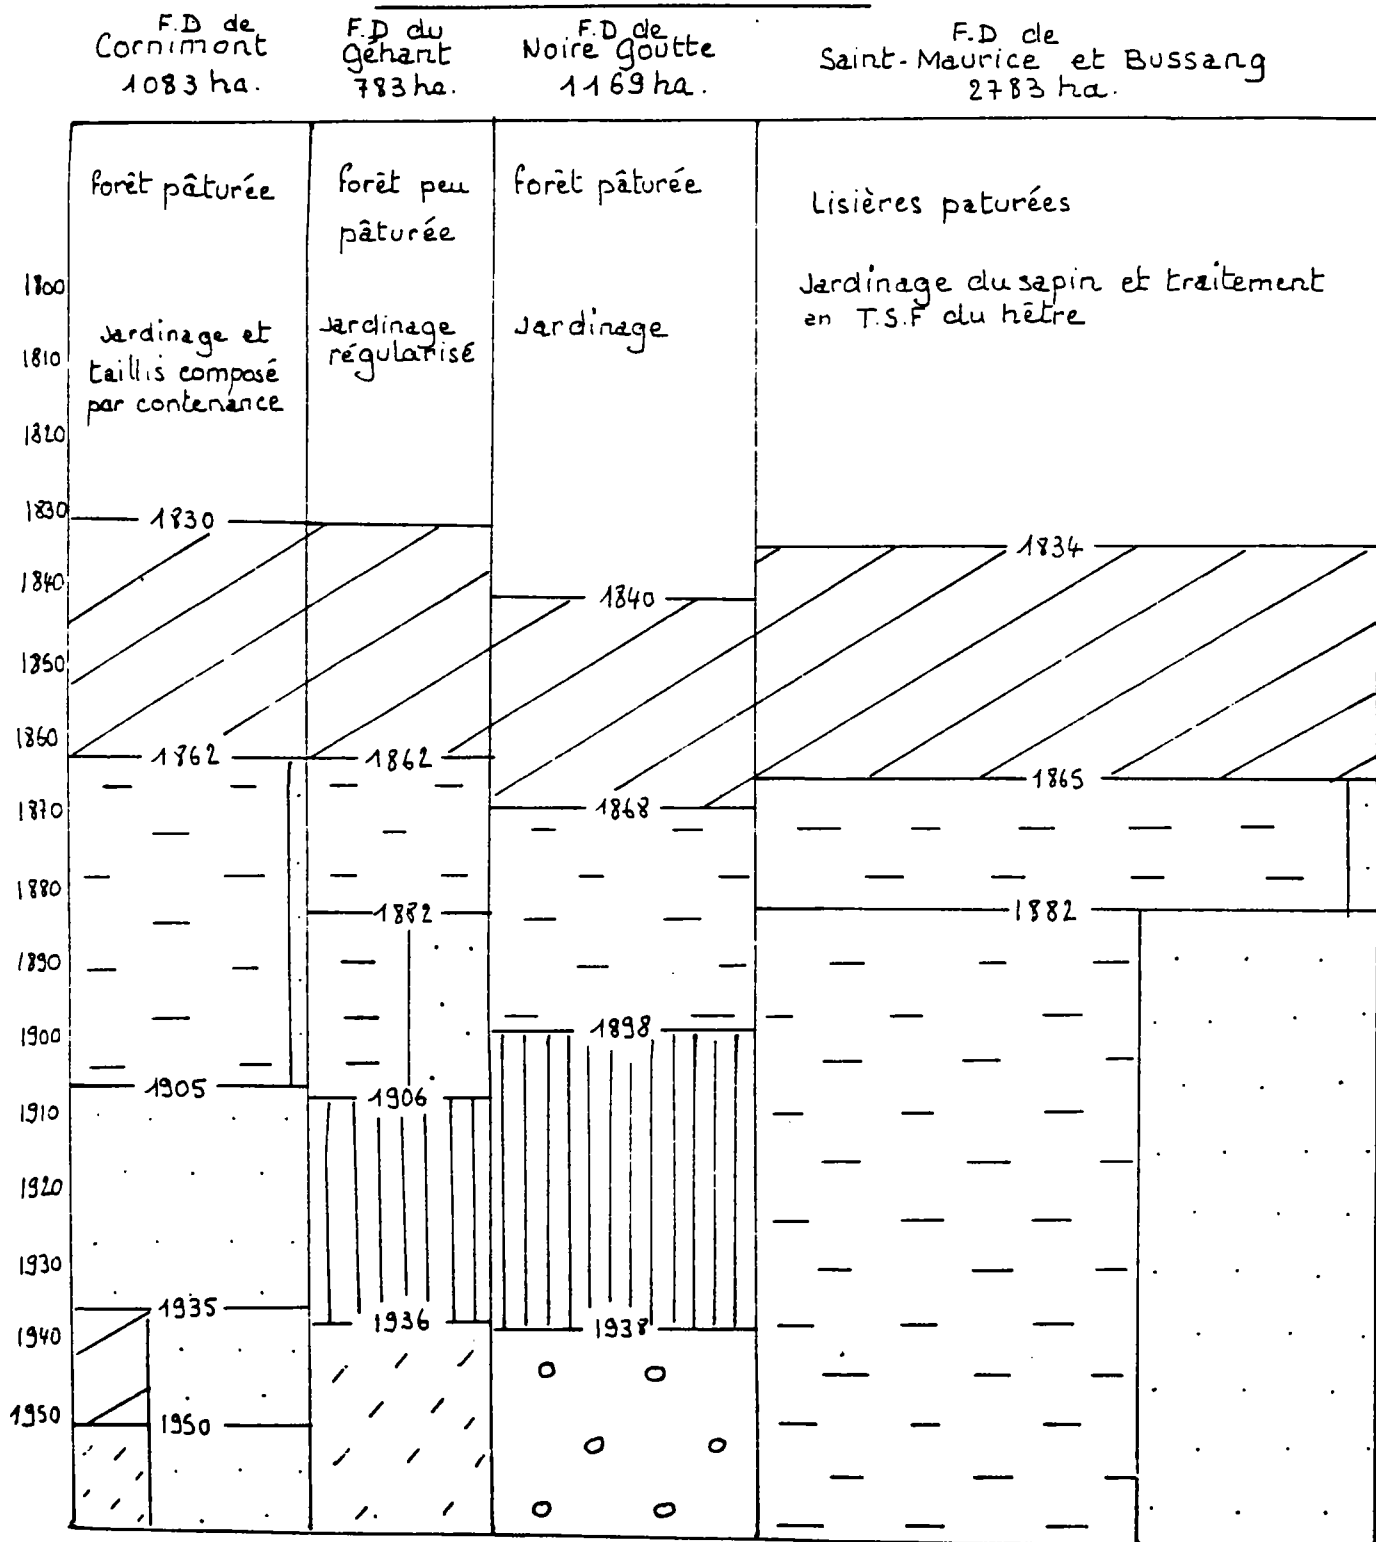 F.D de
Cornimont
1083 ha.
F.D du
Géhant
783 ha.
F.D de
Noire Goutte
1169 ha.
F.D de
Saint-Maurice et Bussang
2783 ha.
forêt pâturée
forêt peu
pâturée
forêt pâturée
Lisières paturées
Jardinage et
taillis composé
par contenance
Jardinage
régularisé
Jardinage
Jardinage du sapin et traitement
en T.S.F du hêtre
1800
1810
1820
1830
1840
1850
1860
1870
1880
1890
1900
1910
1920
1930
1940
1950
1830
1862
1905
1935
1950
1862
1882
1906
1936
1840
1868
1898
1938
1834
1865
1882